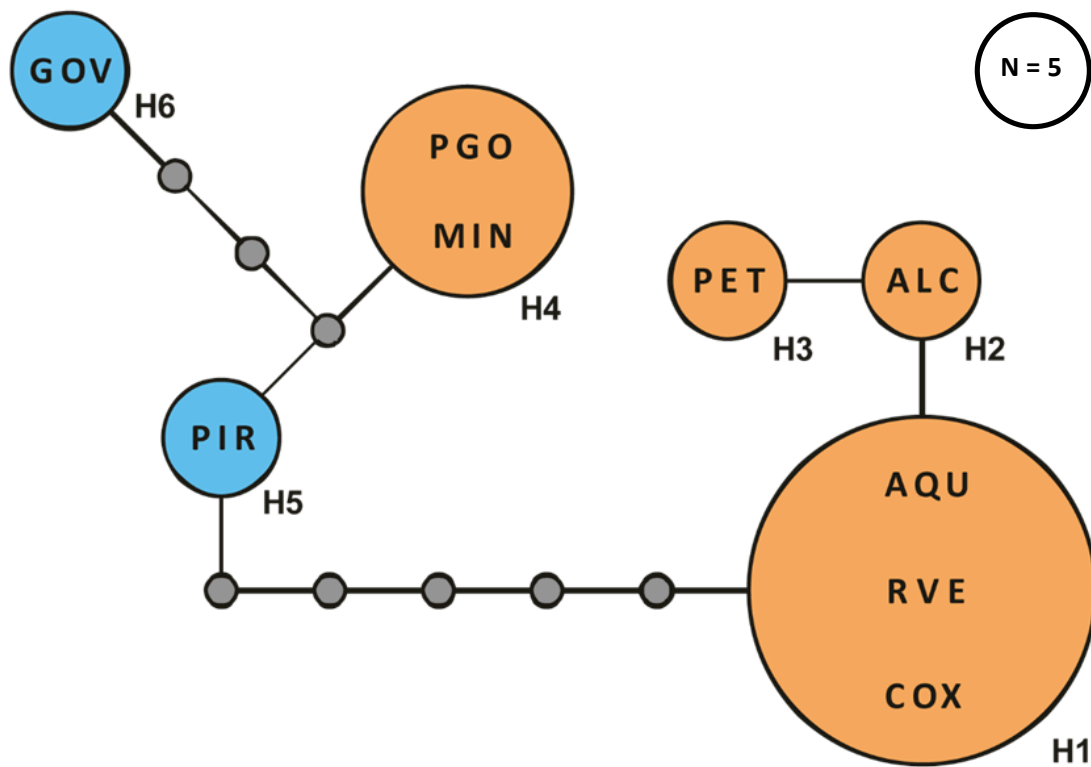 GOV
H6
N = 5
PGO
MIN
H4
PET
H3
ALC
H2
PIR
H5
AQU
RVE
COX
H1